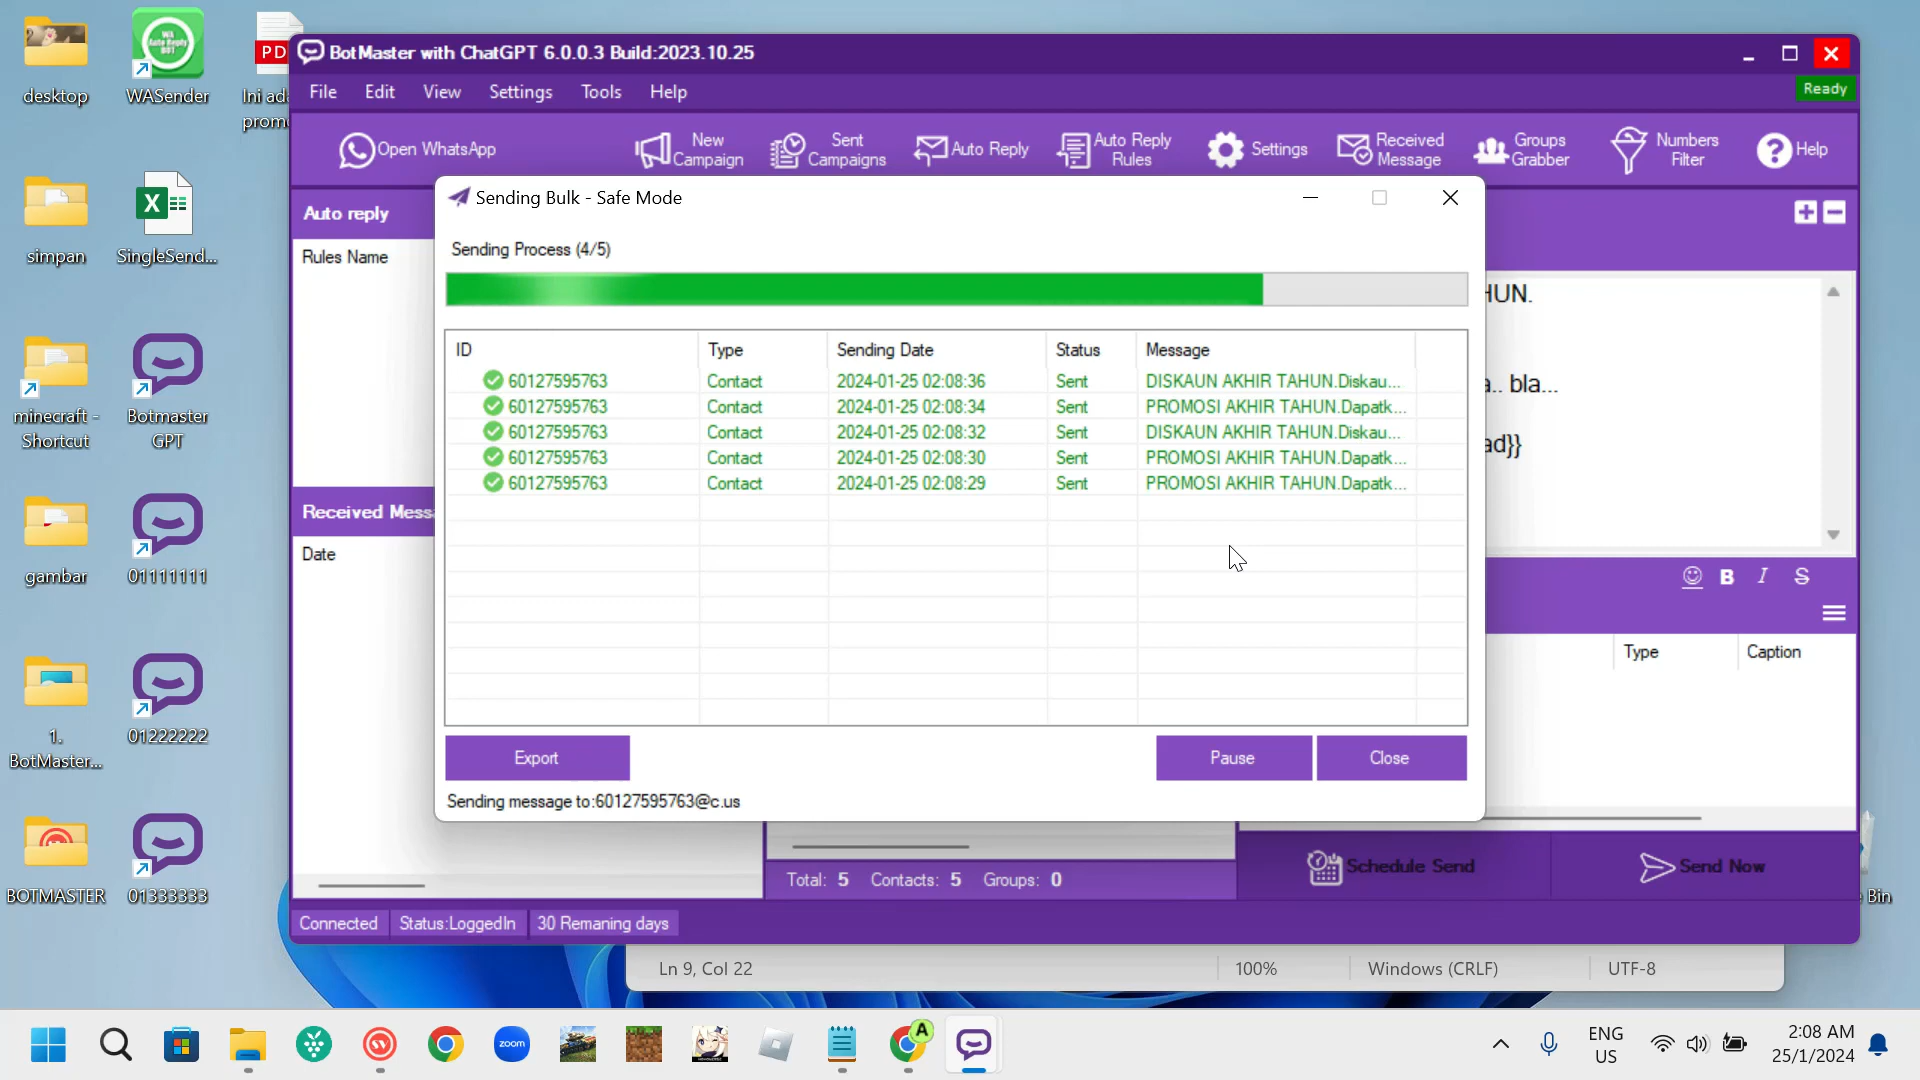 desktop
WASender
PD
Ini ad
prom
simpan
SingleSend...
minecraft -
Shortcut
Botmaster
GPT
gambar
01111111
1.
BotMaster...
01222222
BOTMASTER
01333333
BotMaster with ChatGPT 6.0.0.3 Build:2023.10.25
File Edit View Settings Tools Help
Ready
Open WhatsApp
New
Campaign
Sent
Campaigns
Auto Reply
Auto Reply
Rules
Settings
Received
Message
Groups
Grabber
Numbers
Filter
Help
Auto reply
Rules Name
Received Messa
Date
Sending Bulk - Safe Mode
Sending Process (4/5)
ID Type Sending Date Status Message
60127595763 Contact 2024-01-25 02:08:36 Sent DISKAUN AKHIR TAHUN.Diskau...
60127595763 Contact 2024-01-25 02:08:34 Sent PROMOSI AKHIR TAHUN.Dapatk...
60127595763 Contact 2024-01-25 02:08:32 Sent DISKAUN AKHIR TAHUN.Diskau...
60127595763 Contact 2024-01-25 02:08:30 Sent PROMOSI AKHIR TAHUN.Dapatk...
60127595763 Contact 2024-01-25 02:08:29 Sent PROMOSI AKHIR TAHUN.Dapatk...
Export
Pause
Close
Sending message to:60127595763@c.us
HUN.
a.. bla...
ad}}
B I S
Type Caption
Total: 5 Contacts: 5 Groups: 0
Schedule Send
Send Now
Connected Status:LoggedIn 30 Remaning days
Bin
Ln 9, Col 22 100% Windows (CRLF) UTF-8
zoom
A
ENG
US
2:08 AM
25/1/2024